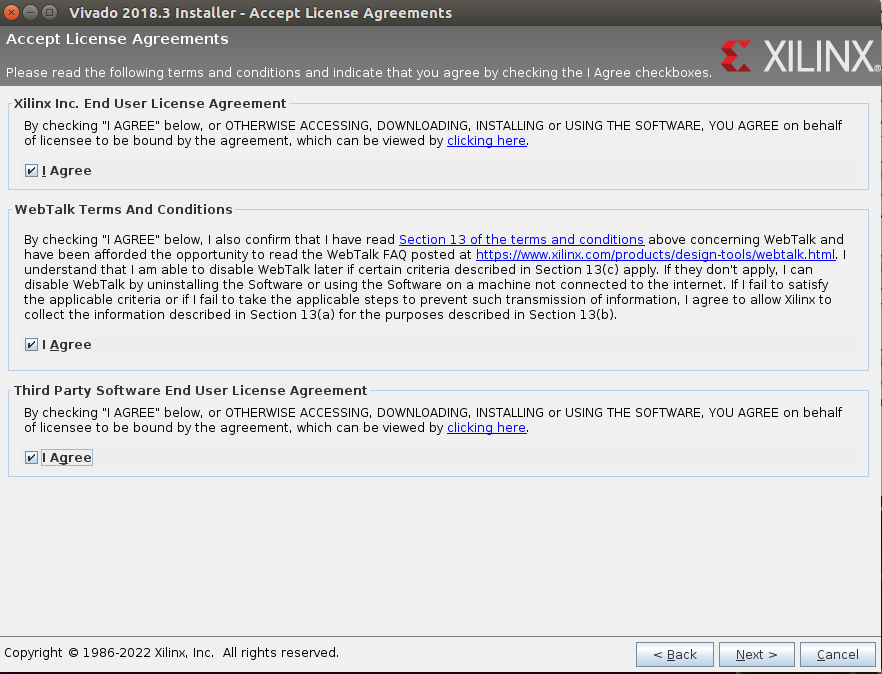 Vivado 2018.3 Installer - Accept License Agreements
Accept License Agreements
Please read the following terms and conditions and indicate that you agree by checking the I Agree checkboxes.
XILINX®
Xilinx Inc. End User License Agreement
By checking "I AGREE" below, or OTHERWISE ACCESSING, DOWNLOADING, INSTALLING or USING THE SOFTWARE, YOU AGREE on behalf
of licensee to be bound by the agreement, which can be viewed by clicking here.
I Agree
WebTalk Terms And Conditions
By checking "I AGREE" below, I also confirm that I have read Section 13 of the terms and conditions above concerning WebTalk and
have been afforded the opportunity to read the WebTalk FAQ posted at https://www.xilinx.com/products/design-tools/webtalk.html. I
understand that I am able to disable WebTalk later if certain criteria described in Section 13(c) apply. If they don't apply, I can
disable WebTalk by uninstalling the Software or using the Software on a machine not connected to the internet. If I fail to satisfy
the applicable criteria or if I fail to take the applicable steps to prevent such transmission of information, I agree to allow Xilinx to
collect the information described in Section 13(a) for the purposes described in Section 13(b).
I Agree
Third Party Software End User License Agreement
By checking "I AGREE" below, or OTHERWISE ACCESSING, DOWNLOADING, INSTALLING or USING THE SOFTWARE, YOU AGREE on behalf
of licensee to be bound by the agreement, which can be viewed by clicking here.
I Agree
Copyright © 1986-2022 Xilinx, Inc.  All rights reserved.
< Back
Next >
Cancel